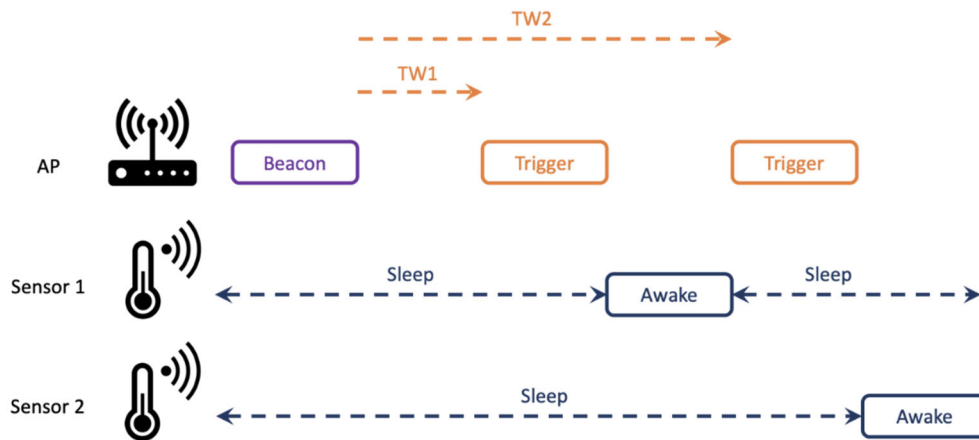 TW2
TW1
AP
Beacon
Trigger
Trigger
Sensor 1
Sleep
Awake
Sleep
Sensor 2
Sleep
Awake